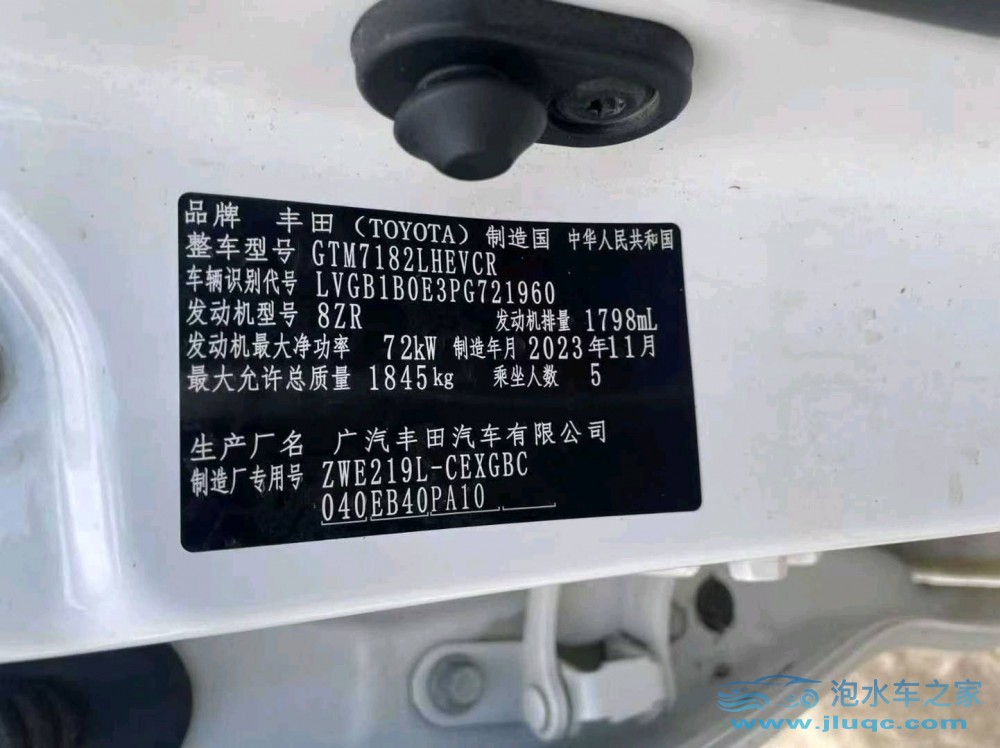 品牌 丰田（TOYOTA）制造国 中华人民共和国
整车型号 GTM7182LHEVCR
车辆识别代号 LVGB1B0E3PG721960
发动机型号 8ZR 发动机排量 1798mL
发动机最大净功率 72kW 制造年月 2023年11月
最大允许总质量 1845kg 乘坐人数 5
生产厂名 广汽丰田汽车有限公司
制造厂专用号 ZWE219L-CEXGBC
040EB40PA10
泡水车之家
www.jluqc.com